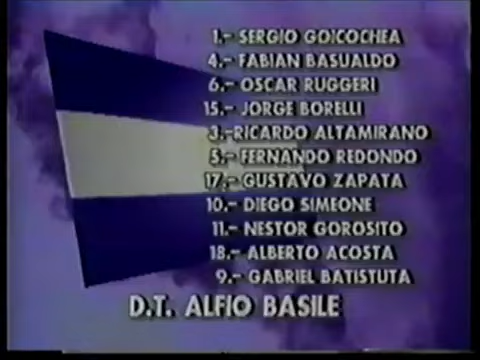 1.- SERGIO GOICOCHEA
4.- FABIAN BASUALDO
6.- OSCAR RUGGERI
15.- JORGE BORELLI
3.-RICARDO ALTAMIRANO
5.- FERNANDO REDONDO
17.- GUSTAVO ZAPATA
10.- DIEGO SIMEONE
11.- NESTOR GOROSITO
18.- ALBERTO ACOSTA
9.- GABRIEL BATISTUTA
D.T. ALFIO BASILE